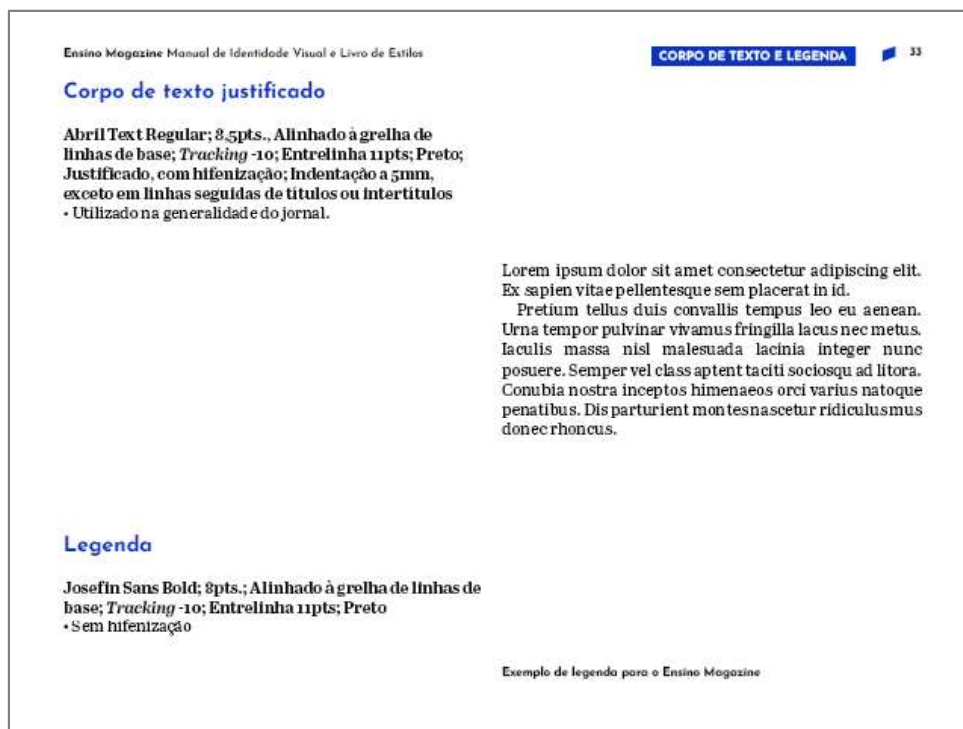 Ensino Magazine Manual de Identidade Visual e Livro de Estilos
CORPO DE TEXTO E LEGENDA
33
Corpo de texto justificado
Abril Text Regular; 8,5pts., Alinhado à grelha de
linhas de base; Tracking -10; Entrelinha 11pts; Preto;
Justificado, com hifenização; Indentação a 5mm,
exceto em linhas seguidas de títulos ou intertítulos
• Utilizado na generalidade do jornal.
Lorem ipsum dolor sit amet consectetur adipiscing elit.
Ex sapien vitae pellentesque sem placerat in id.
Pretium tellus duis convallis tempus leo eu aenean.
Urna tempor pulvinar vivamus fringilla lacus nec metus.
Iaculis massa nisl malesuada lacinia integer nunc
posuere. Semper vel class aptent taciti sociosqu ad litora.
Conubia nostra inceptos himenaeos orci varius natoque
penatibus. Dis parturient montes nascetur ridiculus mus
donec rhoncus.
Legenda
Josefin Sans Bold; 8pts.; Alinhado à grelha de linhas de
base; Tracking -10; Entrelinha 11pts; Preto
• Sem hifenização
Exemplo de legenda para o Ensino Magazine